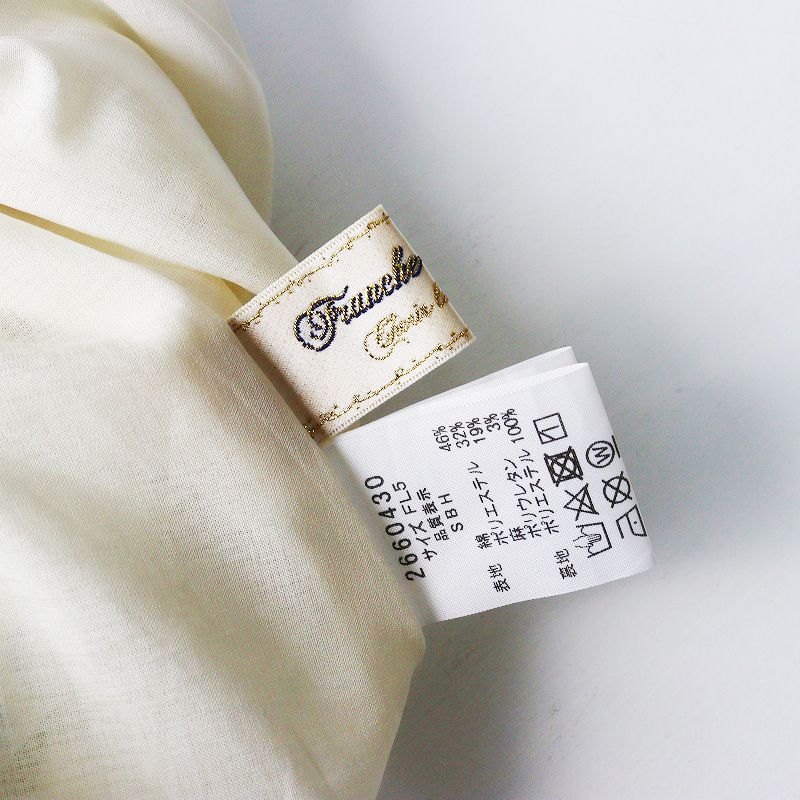 Franche
2660430
サイズ FL5
品質表示
SBH
表地 綿 46%
ポリエステル 32%
麻 19%
ポリウレタン 3%
裏地 ポリエステル 100%
W